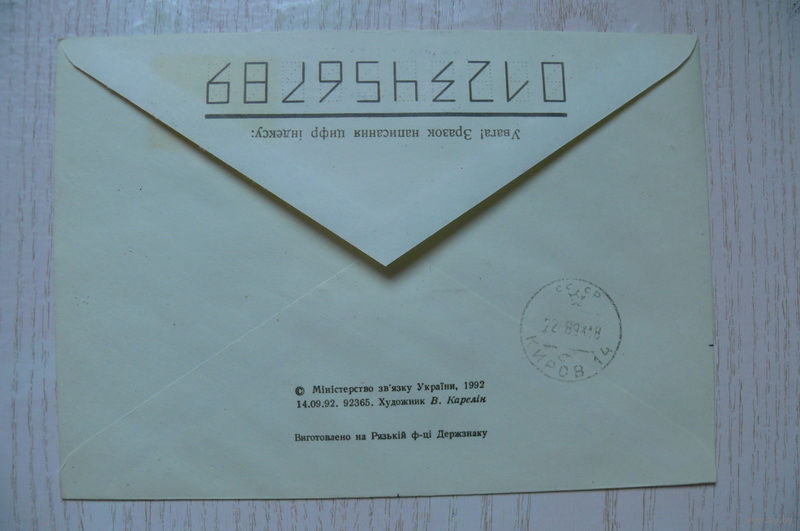 0123456789
Увага! Зразок написання цифр індексу:
СССР
КИРОВ 14
© Міністерство зв'язку України, 1992
14.09.92. 92365. Художник В. Карелін
Виготовлено на Рязькій ф-ці Держзнаку